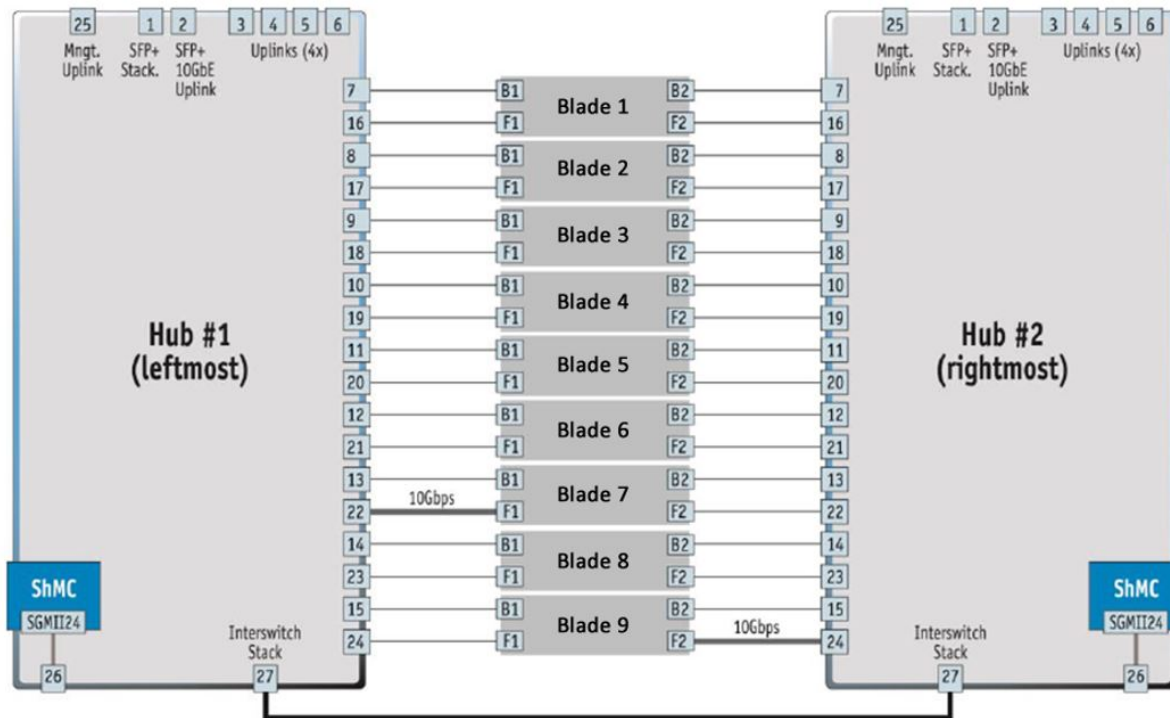 25 1 2 3 4 5 6
Mngt. Uplink
SFP+ Stack.
SFP+ 10GbE Uplink
Uplinks (4x)
25 1 2 3 4 5 6
Mngt. Uplink
SFP+ Stack.
SFP+ 10GbE Uplink
Uplinks (4x)
7 B1 Blade 1 B2 7
16 F1 F2 16
8 B1 Blade 2 B2 8
17 F1 F2 17
9 B1 Blade 3 B2 9
18 F1 F2 18
10 B1 Blade 4 B2 10
19 F1 F2 19
Hub #1
(leftmost)
Hub #2
(rightmost)
11 B1 Blade 5 B2 11
20 F1 F2 20
12 B1 Blade 6 B2 12
21 F1 F2 21
13 B1 Blade 7 B2 13
22 10Gbps F1 F2 22
14 B1 Blade 8 B2 14
23 F1 F2 23
15 B1 Blade 9 B2 15
24 F1 F2 10Gbps 24
ShMC
SGMII24
26
Interswitch
Stack
27
ShMC
SGMII24
26
Interswitch
Stack
27